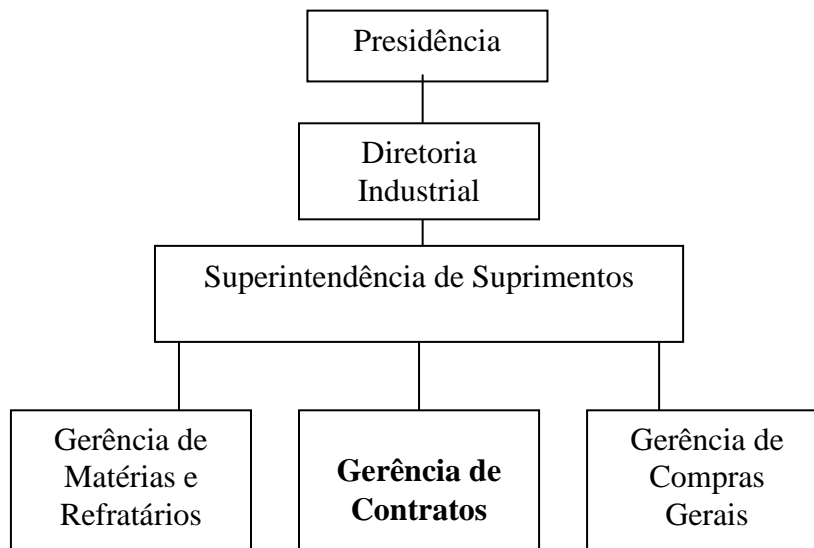 Presidência
Diretoria
Industrial
Superintendência de Suprimentos
Gerência de
Matérias e
Refratários
Gerência de
Contratos
Gerência de
Compras
Gerais